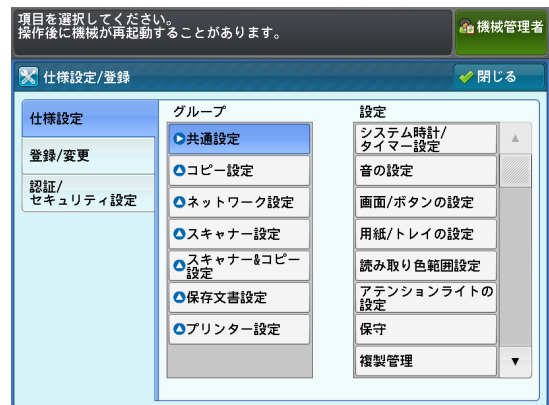 項目を選択してください。
操作後に機械が再起動することがあります。
機械管理者
仕様設定/登録
閉じる
仕様設定
登録/変更
認証/
セキュリティ設定
グループ
共通設定
コピー設定
ネットワーク設定
スキャナー設定
スキャナー&コピー
設定
保存文書設定
プリンター設定
設定
システム時計/
タイマー設定
音の設定
画面/ボタンの設定
用紙/トレイの設定
読み取り色範囲設定
アテンションライトの
設定
保守
複製管理